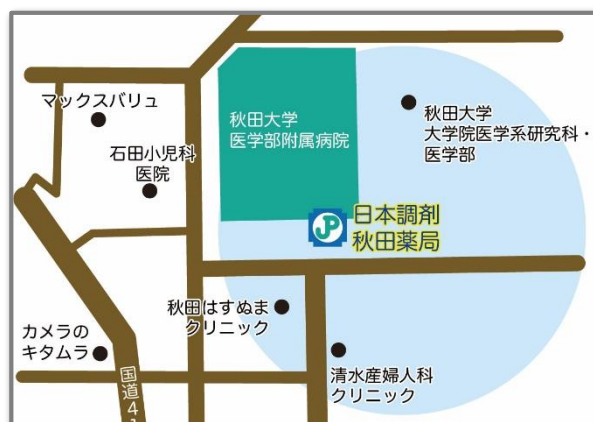 マックスバリュ
石田小児科
医院
秋田大学
医学部附属病院
秋田大学
大学院医学系研究科・
医学部
JP
日本調剤
秋田薬局
秋田はすぬま
クリニック
カメラの
キタムラ
清水産婦人科
クリニック
国道41